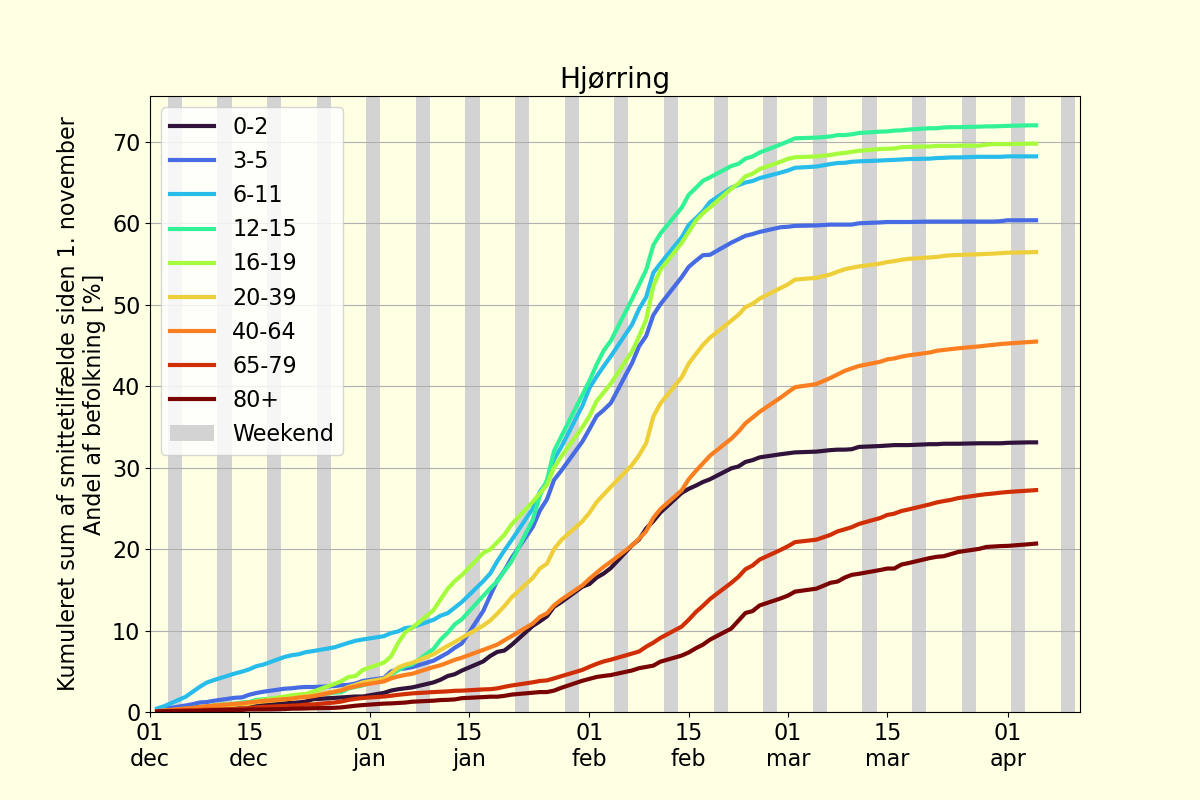 Hjørring
Kumuleret sum af smittetilfælde siden 1. november
Andel af befolkning [%]
70
60
50
40
30
20
10
0
0-2
3-5
6-11
12-15
16-19
20-39
40-64
65-79
80+
Weekend
01 15 01 15 01 15 01 15 01
dec dec jan jan feb feb mar mar apr